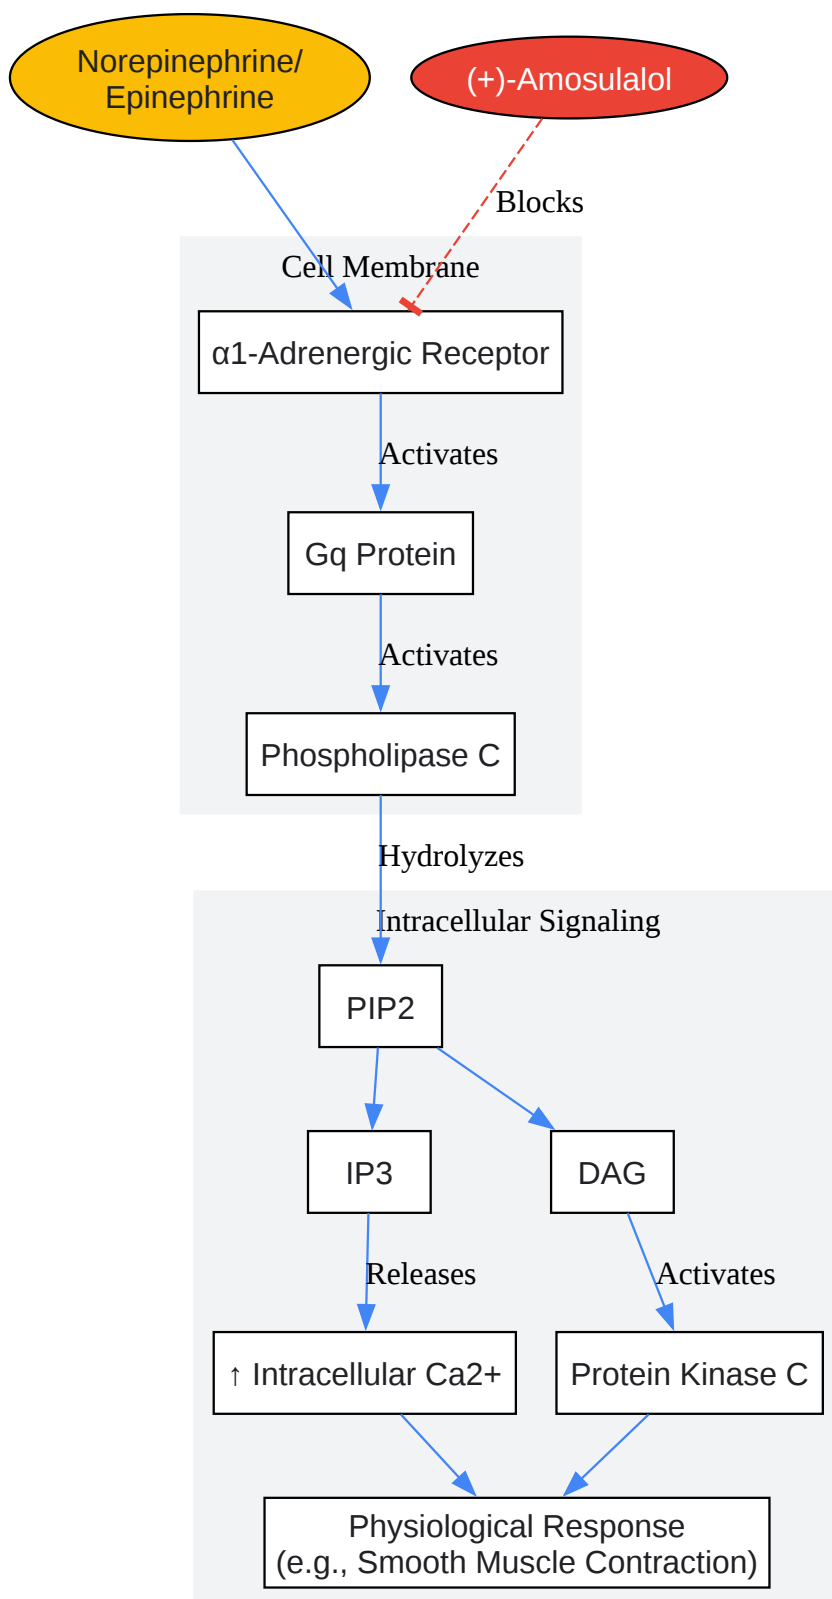 Norepinephrine/
Epinephrine
(+)-Amosulalol
Blocks
Cell Membrane
α1-Adrenergic Receptor
Activates
Gq Protein
Activates
Phospholipase C
Hydrolyzes
Intracellular Signaling
PIP2
IP3
DAG
Releases
Activates
↑ Intracellular Ca2+
Protein Kinase C
Physiological Response
(e.g., Smooth Muscle Contraction)